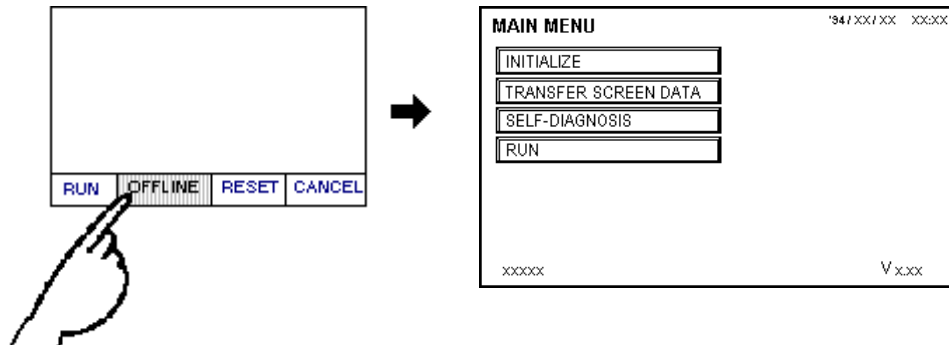 RUN OFFLINE RESET CANCEL
MAIN MENU '94/XX/XX XX:XX
INITIALIZE
TRANSFER SCREEN DATA
SELF-DIAGNOSIS
RUN
xxxxx V x.xx